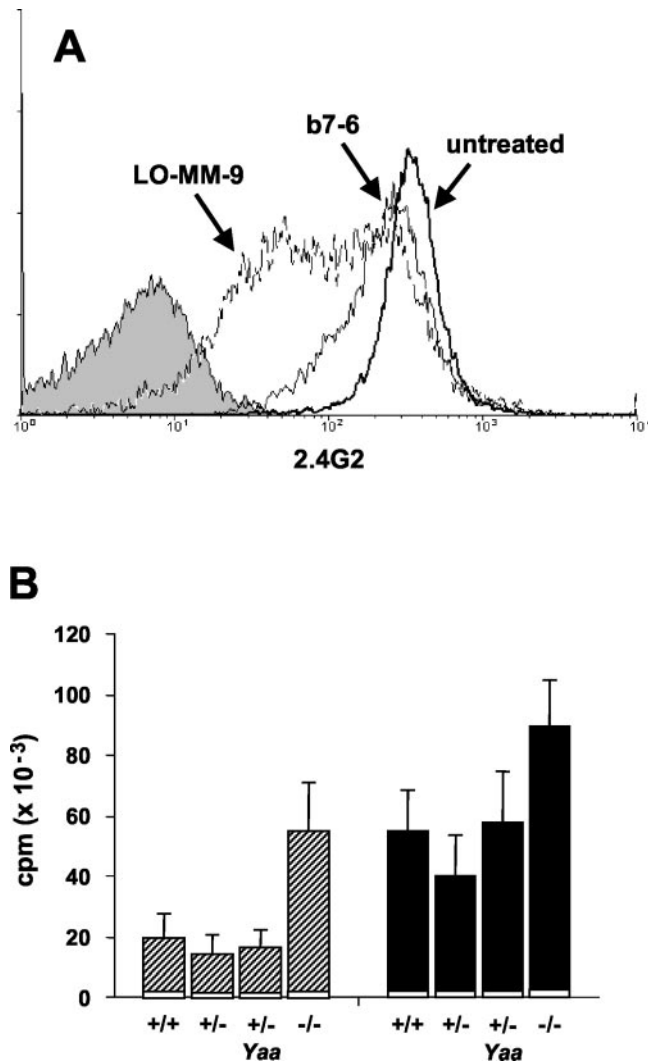 A
b7-6
untreated
LO-MM-9
10⁰ 10¹ 10² 10³
2.4G2
B
120
100
80
60
40
20
0
cpm (x 10⁻³)
+/+ +/- +/- -/- +/+ +/- +/- -/-
Yaa Yaa